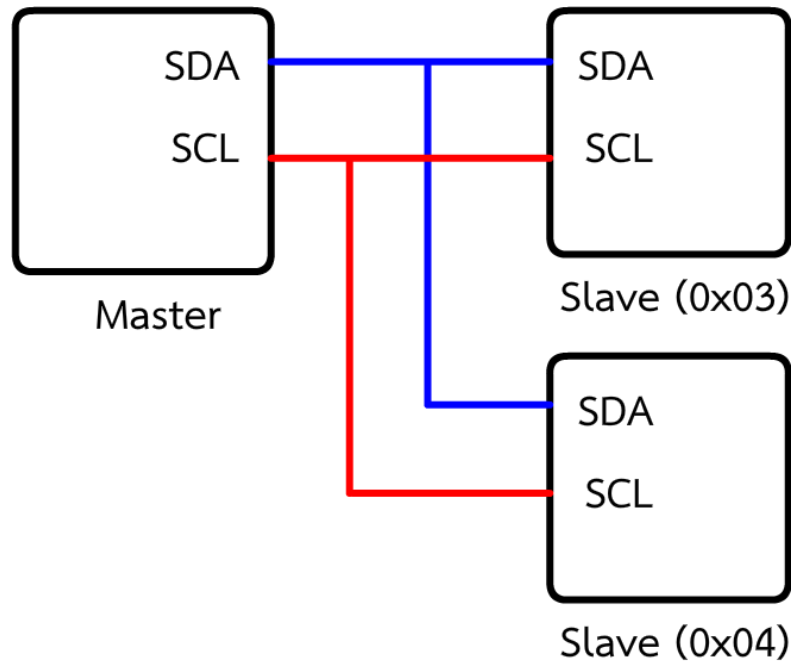 SDA
SCL
Master
SDA
SCL
Slave (0x03)
SDA
SCL
Slave (0x04)